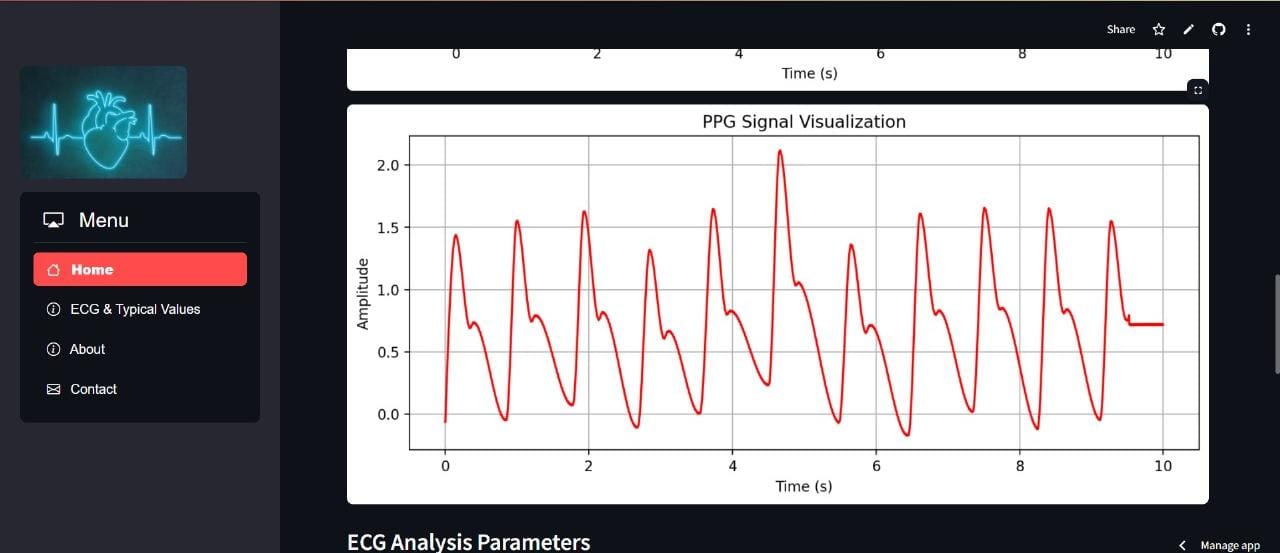 Share
0 2 4 6 8 10
Time (s)
PPG Signal Visualization
2.0
1.5
1.0
0.5
0.0
Amplitude
0 2 4 6 8 10
Time (s)
Menu
Home
ECG & Typical Values
About
Contact
ECG Analysis Parameters
Manage app